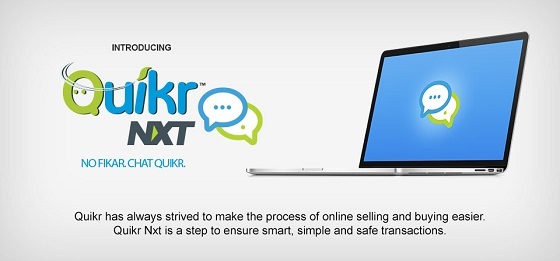 INTRODUCING
Quikr™
NXT
NO FIKAR. CHAT QUIKR.
Quikr has always strived to make the process of online selling and buying easier.
Quikr Nxt is a step to ensure smart, simple and safe transactions.